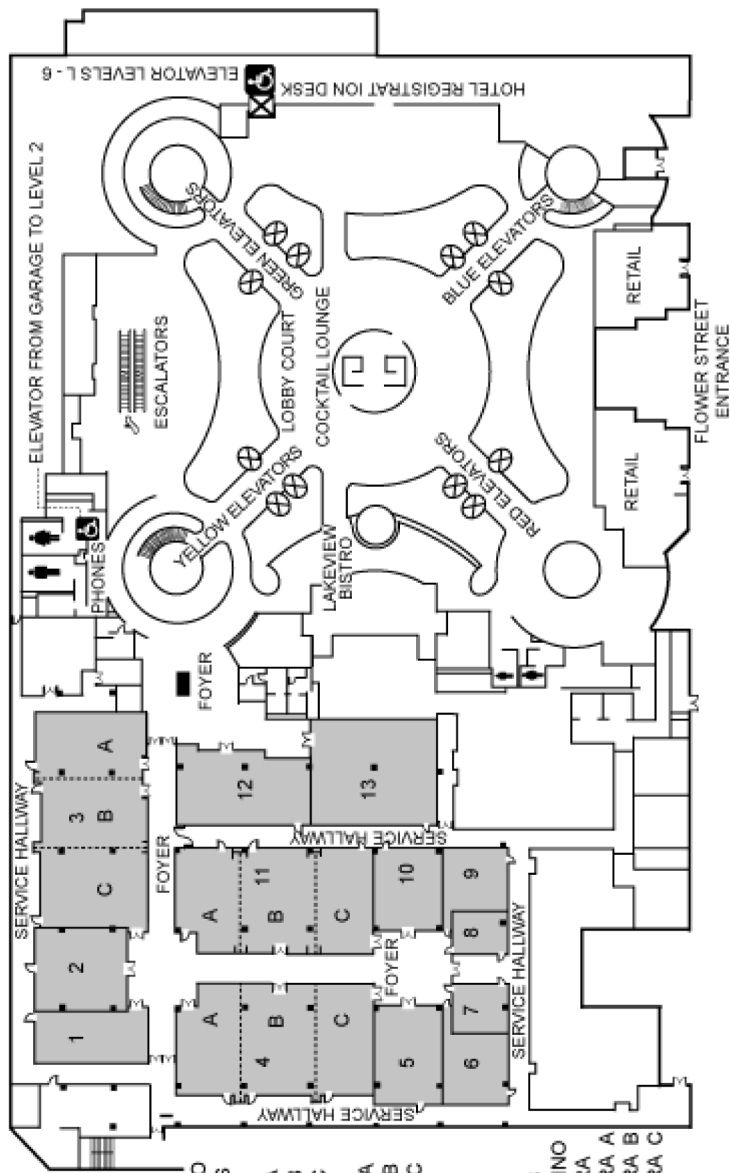 ELEVATOR LEVELS L - 6
HOTEL REGISTRATION DESK
ELEVATOR FROM GARAGE TO LEVEL 2
GREEN ELEVATORS
BLUE ELEVATORS
ESCALATORS
LOBBY COURT
COCKTAIL LOUNGE
RETAIL
FLOWER STREET
ENTRANCE
YELLOW ELEVATORS
RED ELEVATORS
RETAIL
PHONES
LAKEVIEW
BISTRO
FOYER
SERVICE HALLWAY
A
3
B
C
2
1
FOYER
12
13
SERVICE HALLWAY
11
A
B
C
10
9
8
FOYER
SERVICE HALLWAY
A
4
B
C
5
7
6
SERVICE HALLWAY
A
B
C
RA A
RA B
RA C